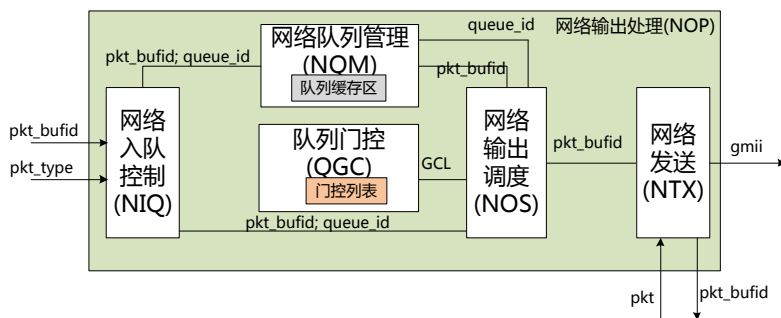 网络输出处理(NOP)
queue_id
网络队列管理
(NQM)
队列缓存区
pkt_bufid; queue_id
pkt_bufid
pkt_bufid
pkt_type
网络
入队
控制
(NIQ)
队列门控
(QGC)
门控列表
GCL
网络
输出
调度
(NOS)
pkt_bufid
网络
发送
(NTX)
gmii
pkt_bufid; queue_id
pkt
pkt_bufid